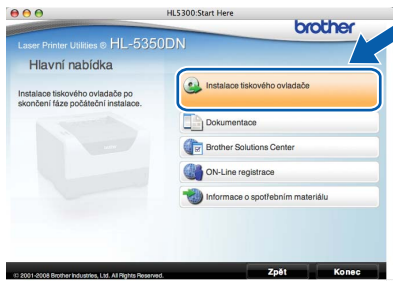 HL5300:Start Here
brother
Laser Printer Utilities ® HL-5350DN
Hlavní nabídka
Instalace tiskového ovladače po
skončení fáze počáteční instalace.
Instalace tiskového ovladače
Dokumentace
Brother Solutions Center
ON-Line registrace
Informace o spotřebním materiálu
© 2001-2008 Brother Industries, Ltd. All Rights Reserved.
Zpět
Konec